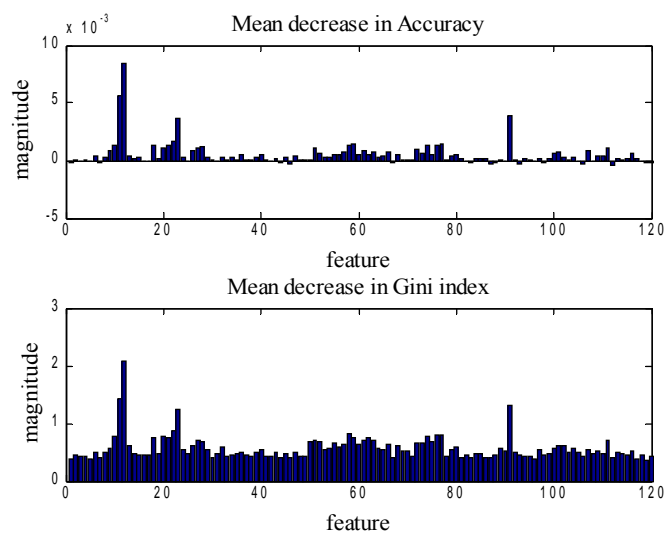 x 10⁻³
Mean decrease in Accuracy
10
5
0
-5
magnitude
0 20 40 60 80 100 120
feature
Mean decrease in Gini index
3
2
1
0
magnitude
0 20 40 60 80 100 120
feature